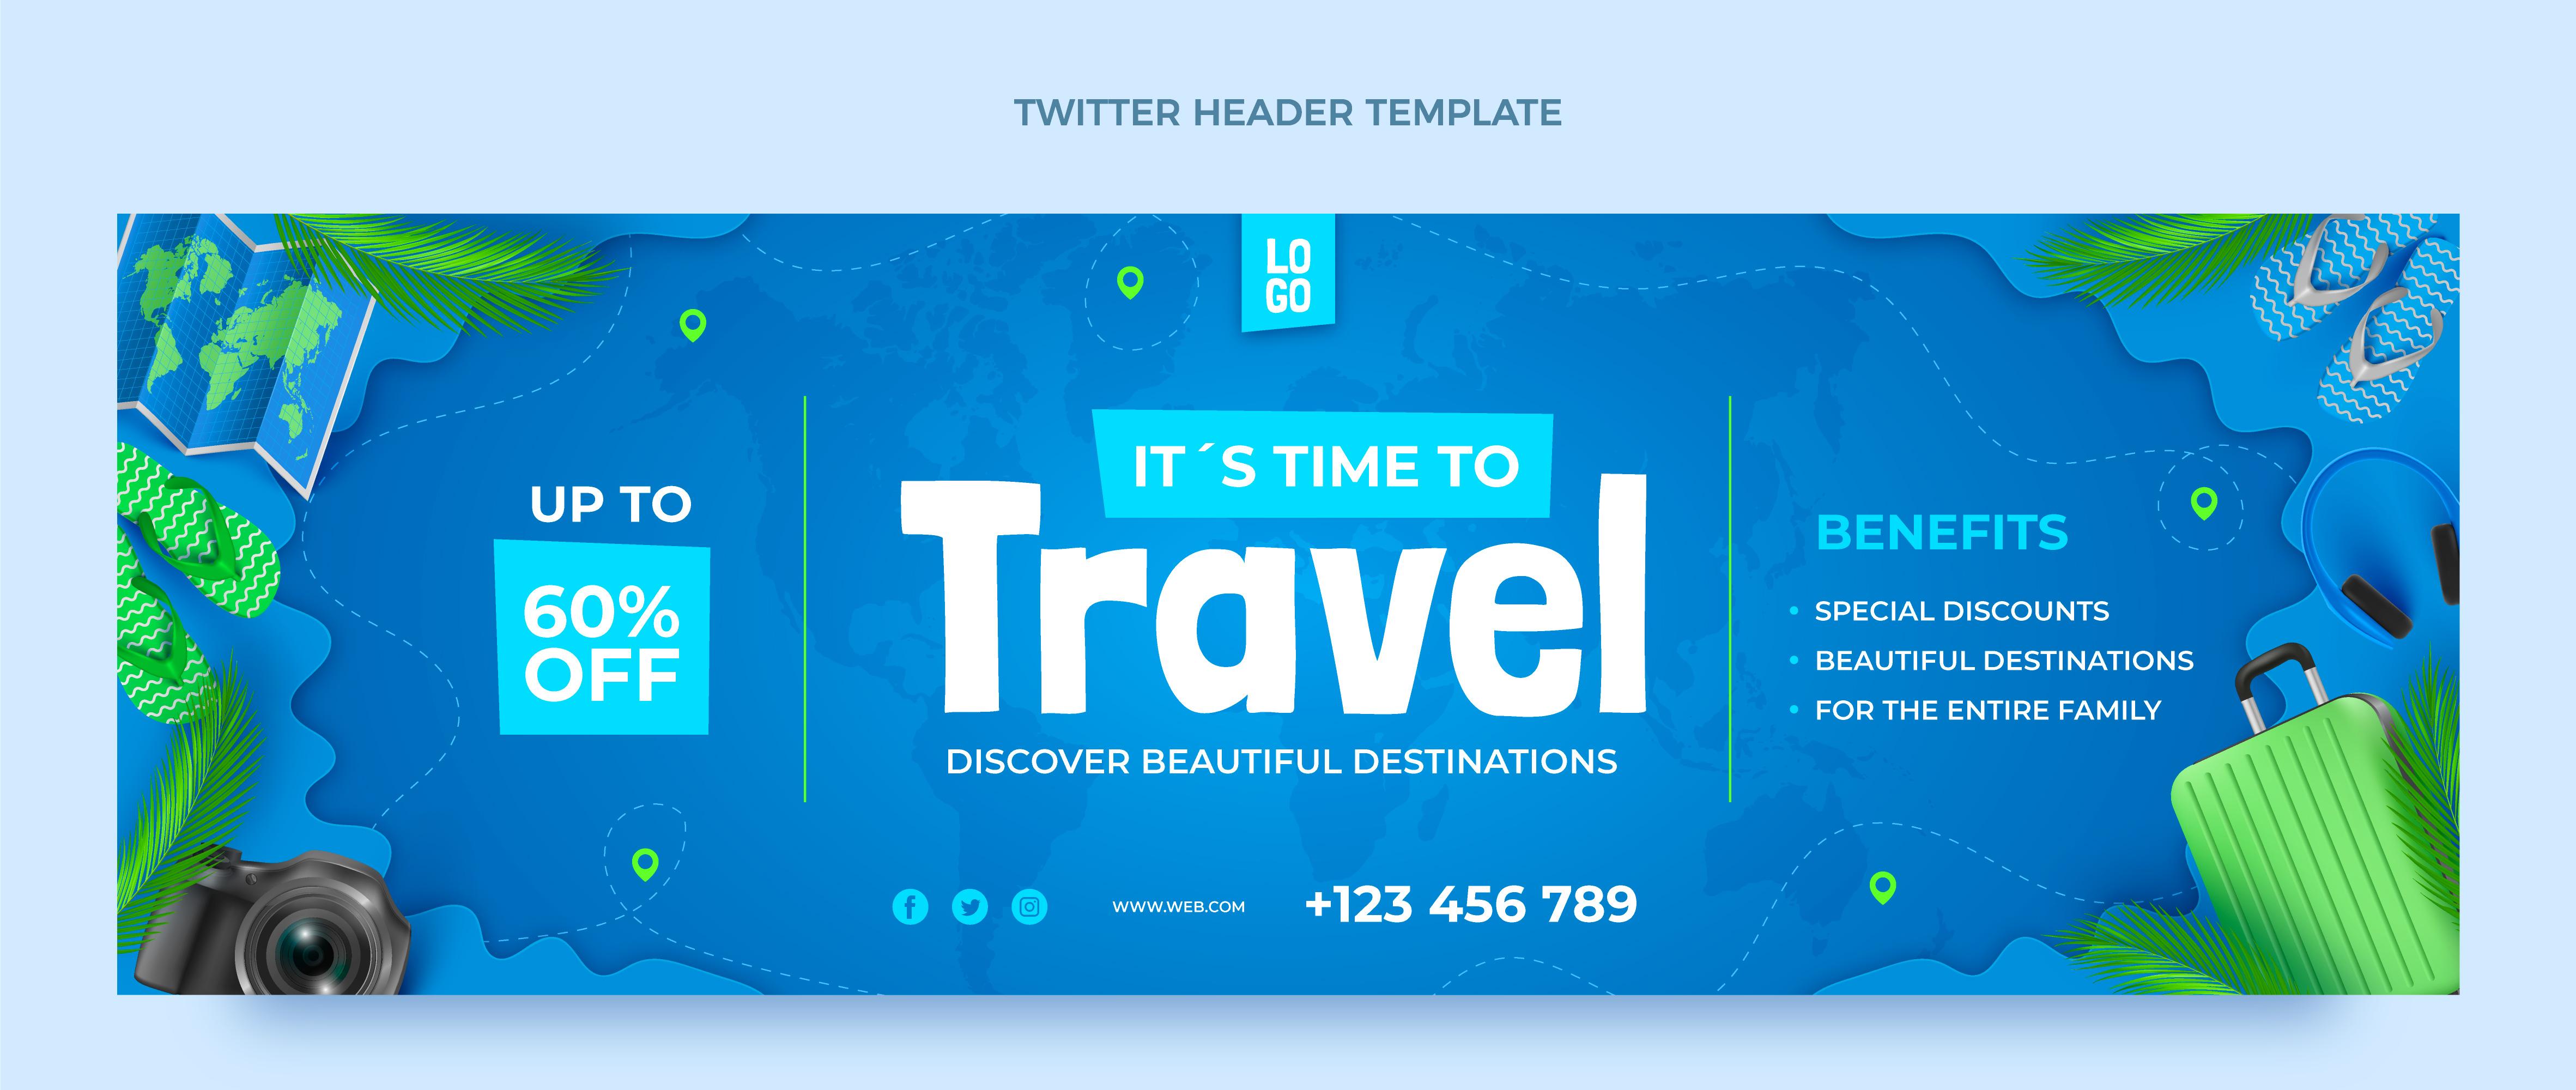 TWITTER HEADER TEMPLATE
LO
GO
UP TO
60%
OFF
IT´S TIME TO
Travel
DISCOVER BEAUTIFUL DESTINATIONS
BENEFITS
• SPECIAL DISCOUNTS
• BEAUTIFUL DESTINATIONS
• FOR THE ENTIRE FAMILY
WWW.WEB.COM
+123 456 789